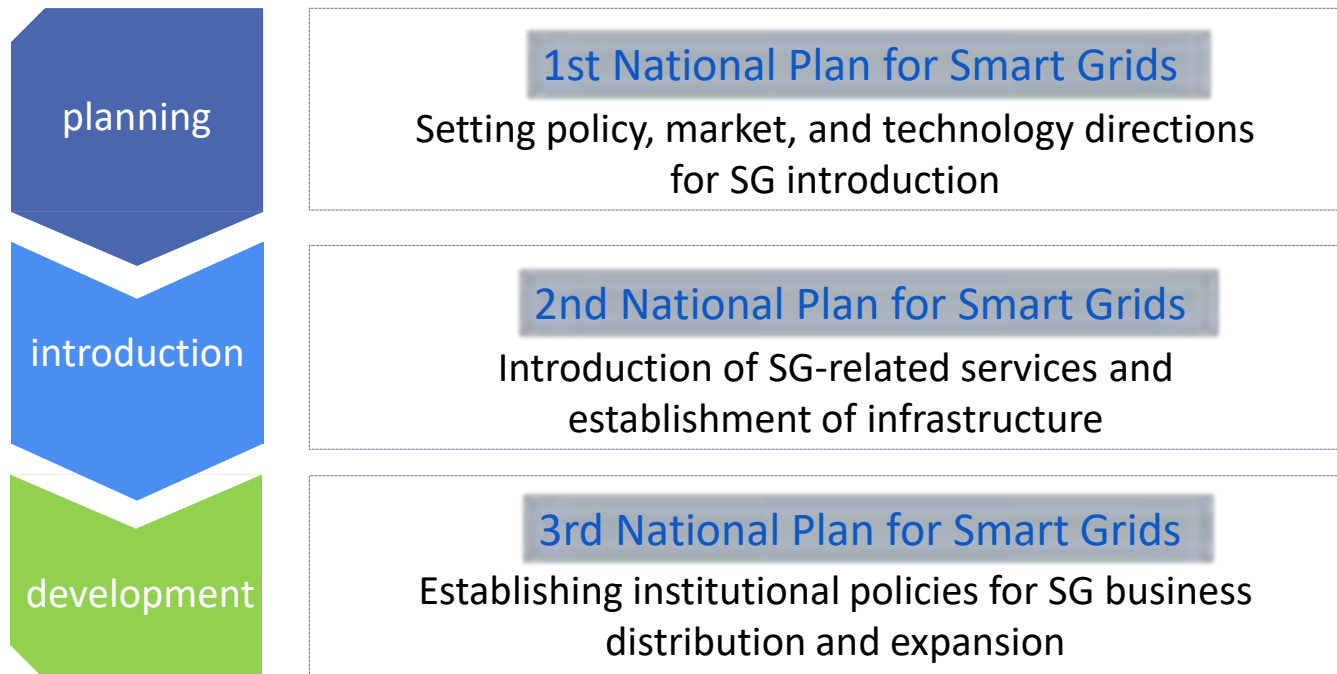 planning
1st National Plan for Smart Grids
Setting policy, market, and technology directions
for SG introduction
introduction
2nd National Plan for Smart Grids
Introduction of SG-related services and
establishment of infrastructure
development
3rd National Plan for Smart Grids
Establishing institutional policies for SG business
distribution and expansion